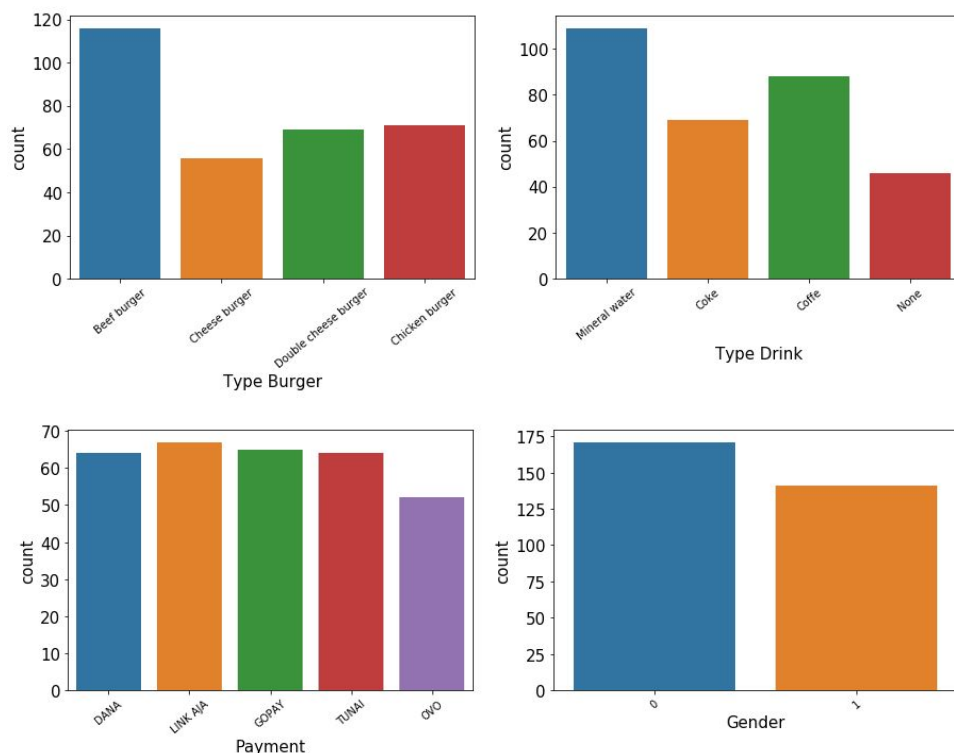 120
100
80
60
40
20
0
count
Beef burger
Cheese burger
Double cheese burger
Chicken burger
Type Burger
100
80
60
40
20
0
count
Mineral water
Coke
Coffe
None
Type Drink
70
60
50
40
30
20
10
0
count
DANA
LINK AJA
GOPAY
TUNAI
OVO
Payment
175
150
125
100
75
50
25
0
count
0
1
Gender